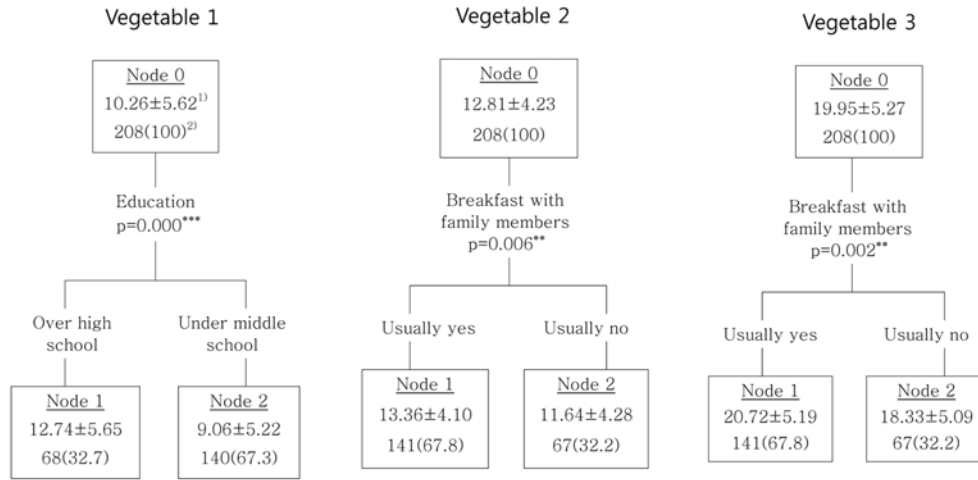 Vegetable 1
Node 0
10.26±5.62¹⁾
208(100)²⁾
Education
p=0.000***
Over high
school
Under middle
school
Node 1
12.74±5.65
68(32.7)
Node 2
9.06±5.22
140(67.3)
Vegetable 2
Node 0
12.81±4.23
208(100)
Breakfast with
family members
p=0.006**
Usually yes
Usually no
Node 1
13.36±4.10
141(67.8)
Node 2
11.64±4.28
67(32.2)
Vegetable 3
Node 0
19.95±5.27
208(100)
Breakfast with
family members
p=0.002**
Usually yes
Usually no
Node 1
20.72±5.19
141(67.8)
Node 2
18.33±5.09
67(32.2)